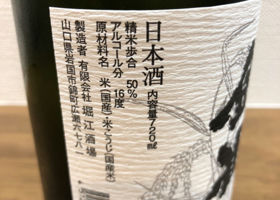 日本酒 内容量720㎖
精米歩合 50%
アルコール分 16度
原材料名 米(国産)・米こうじ(国産米)
製造者 有限会社 堀江酒場
山口県岩国市錦町広瀬六七八一